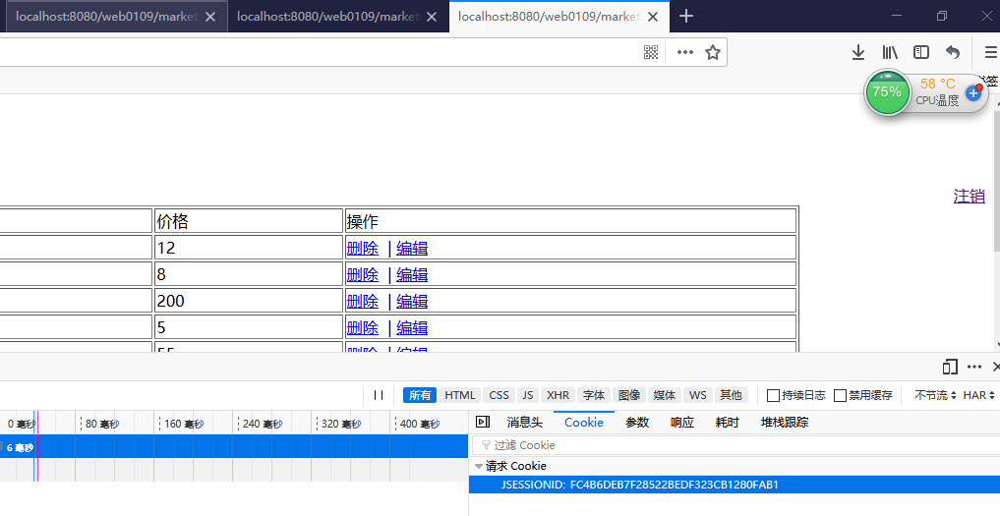 localhost:8080/web0109/market localhost:8080/web0109/market localhost:8080/web0109/market
75% 58 °C
CPU温度
注销
价格 操作
12 删除 | 编辑
8 删除 | 编辑
200 删除 | 编辑
5 删除 | 编辑
55 删除 | 编辑
所有 HTML CSS JS XHR 字体 图像 媒体 WS 其他 持续日志 禁用缓存 不节流 HAR
0 毫秒 80 毫秒 160 毫秒 240 毫秒 320 毫秒 400 毫秒 消息头 Cookie 参数 响应 耗时 堆栈跟踪
6 毫秒 过滤 Cookie
请求 Cookie
JSESSIONID: FC4B6DEB7F28522BEDF323CB1280FAB1